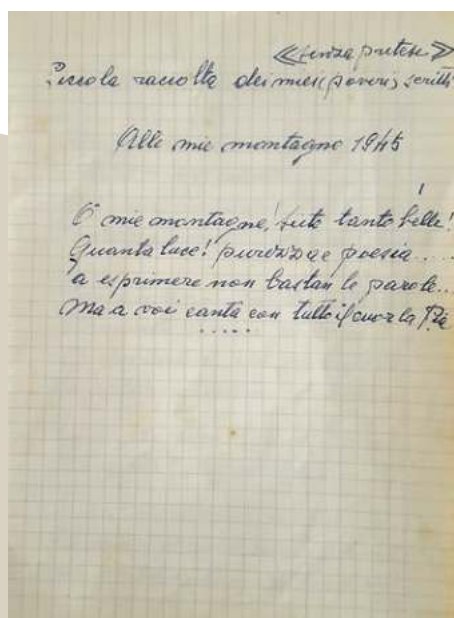 «senza pretese»
Piccola raccolta dei miei (poveri) scritti
Alle mie montagne 1945
O mie montagne! siete tanto belle!
Quanta luce! purezza e poesia....
a esprimere non bastan le parole...
Ma a voi canta con tutto il cuor la Pia
.....